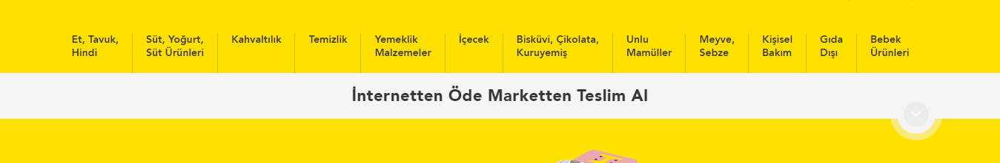 Et, Tavuk,
Hindi
Süt, Yoğurt,
Süt Ürünleri
Kahvaltılık
Temizlik
Yemeklik
Malzemeler
İçecek
Bisküvi, Çikolata,
Kuruyemiş
Unlu
Mamüller
Meyve,
Sebze
Kişisel
Bakım
Gıda
Dışı
Bebek
Ürünleri
İnternetten Öde Marketten Teslim Al